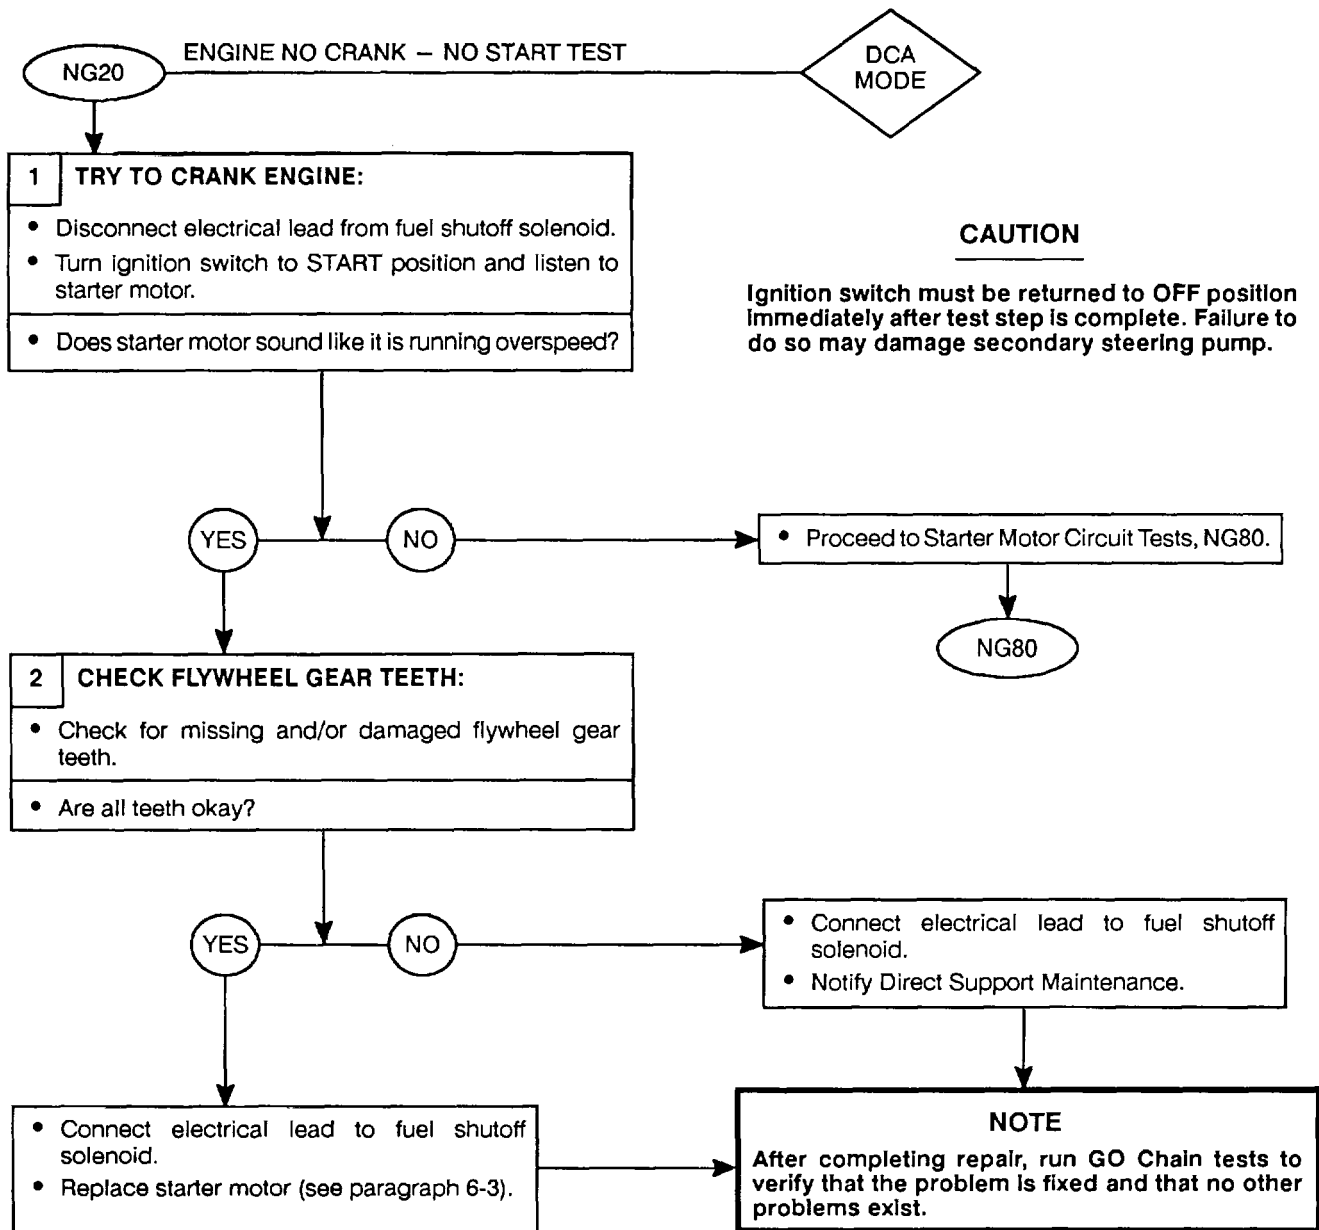 NG20
ENGINE NO CRANK – NO START TEST
DCA
MODE
1 TRY TO CRANK ENGINE:
• Disconnect electrical lead from fuel shutoff solenoid.
• Turn ignition switch to START position and listen to
starter motor.
• Does starter motor sound like it is running overspeed?
CAUTION
Ignition switch must be returned to OFF position
immediately after test step is complete. Failure to
do so may damage secondary steering pump.
YES
NO
• Proceed to Starter Motor Circuit Tests, NG80.
NG80
2 CHECK FLYWHEEL GEAR TEETH:
• Check for missing and/or damaged flywheel gear
teeth.
• Are all teeth okay?
YES
NO
• Connect electrical lead to fuel shutoff
solenoid.
• Notify Direct Support Maintenance.
• Connect electrical lead to fuel shutoff
solenoid.
• Replace starter motor (see paragraph 6-3).
NOTE
After completing repair, run GO Chain tests to
verify that the problem is fixed and that no other
problems exist.